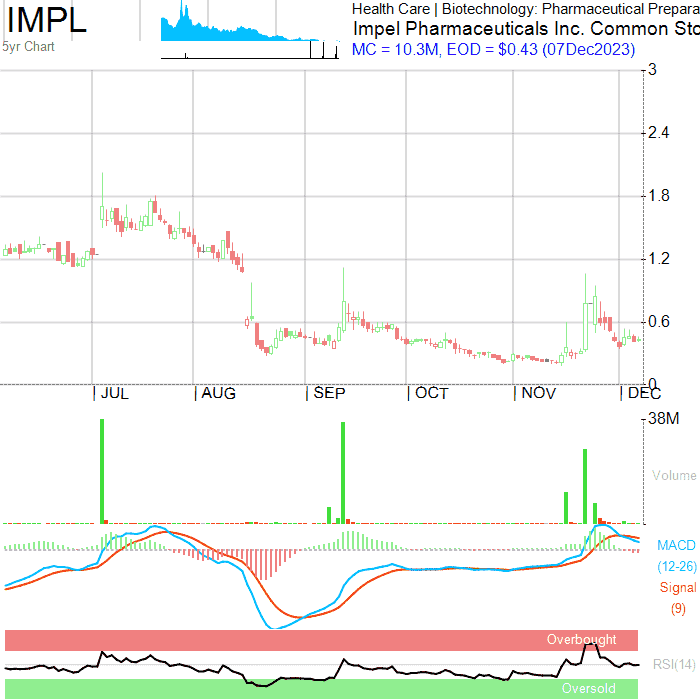 IMPL
5yr Chart
Health Care | Biotechnology: Pharmaceutical Prepara
Impel Pharmaceuticals Inc. Common Sto
MC = 10.3M, EOD = $0.43 (07Dec2023)
3
2.4
1.8
1.2
0.6
0
JUL AUG SEP OCT NOV DEC
38M
Volume
MACD
(12-26)
Signal
(9)
Overbought
RSI(14)
Oversold